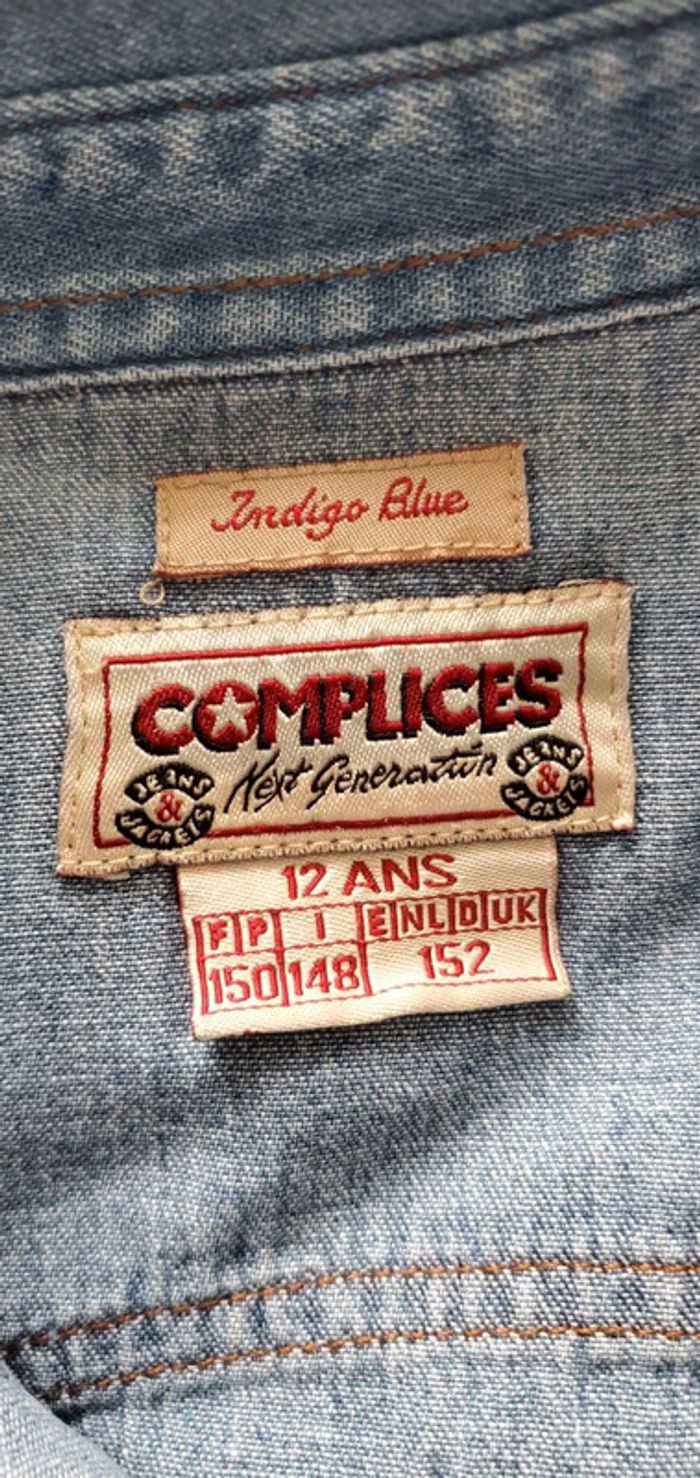 Indigo Blue
COMPLICES
Next Generation
JEANS & JACKETS
JEANS & JACKETS
12 ANS
F P I E NL D UK
150 148 152